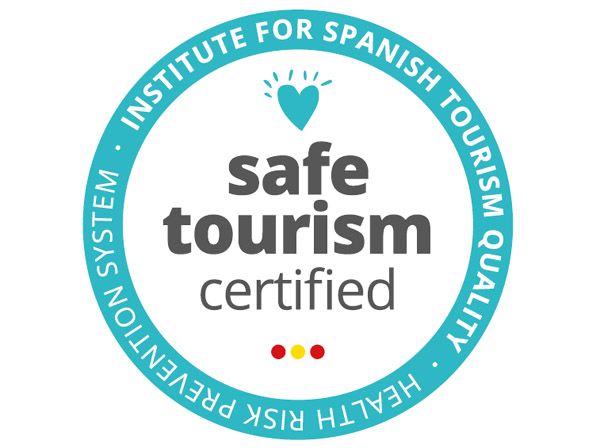 INSTITUTE FOR SPANISH TOURISM QUALITY · HEALTH RISK PREVENTION SYSTEM ·
safe
tourism
certified